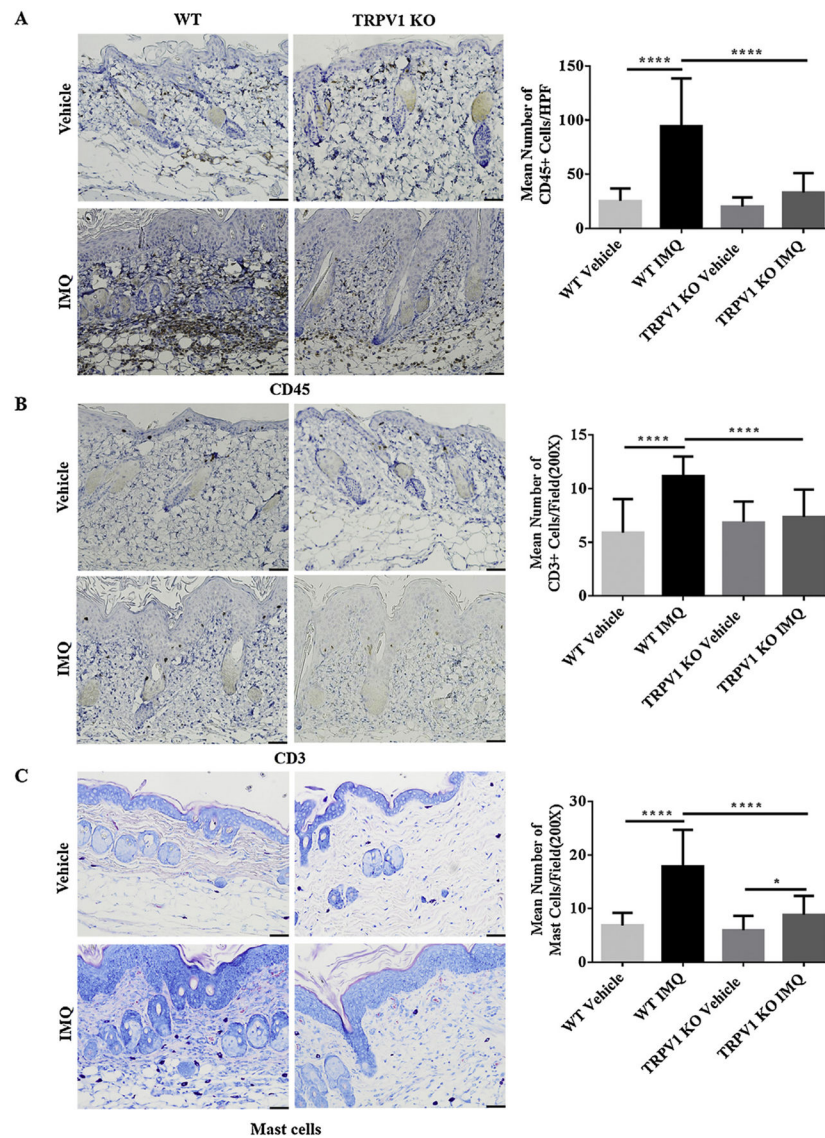 A
WT
TRPV1 KO
Vehicle
IMQ
CD45
Mean Number of
CD45+ Cells/HPF
150
100
50
0
****
****
WT Vehicle
WT IMQ
TRPV1 KO Vehicle
TRPV1 KO IMQ
B
Vehicle
IMQ
CD3
Mean Number of
CD3+ Cells/Field(200X)
15
10
5
0
****
****
WT Vehicle
WT IMQ
TRPV1 KO Vehicle
TRPV1 KO IMQ
C
Vehicle
IMQ
Mast cells
Mean Number of
Mast Cells/Field(200X)
30
20
10
0
****
****
*
WT Vehicle
WT IMQ
TRPV1 KO Vehicle
TRPV1 KO IMQ